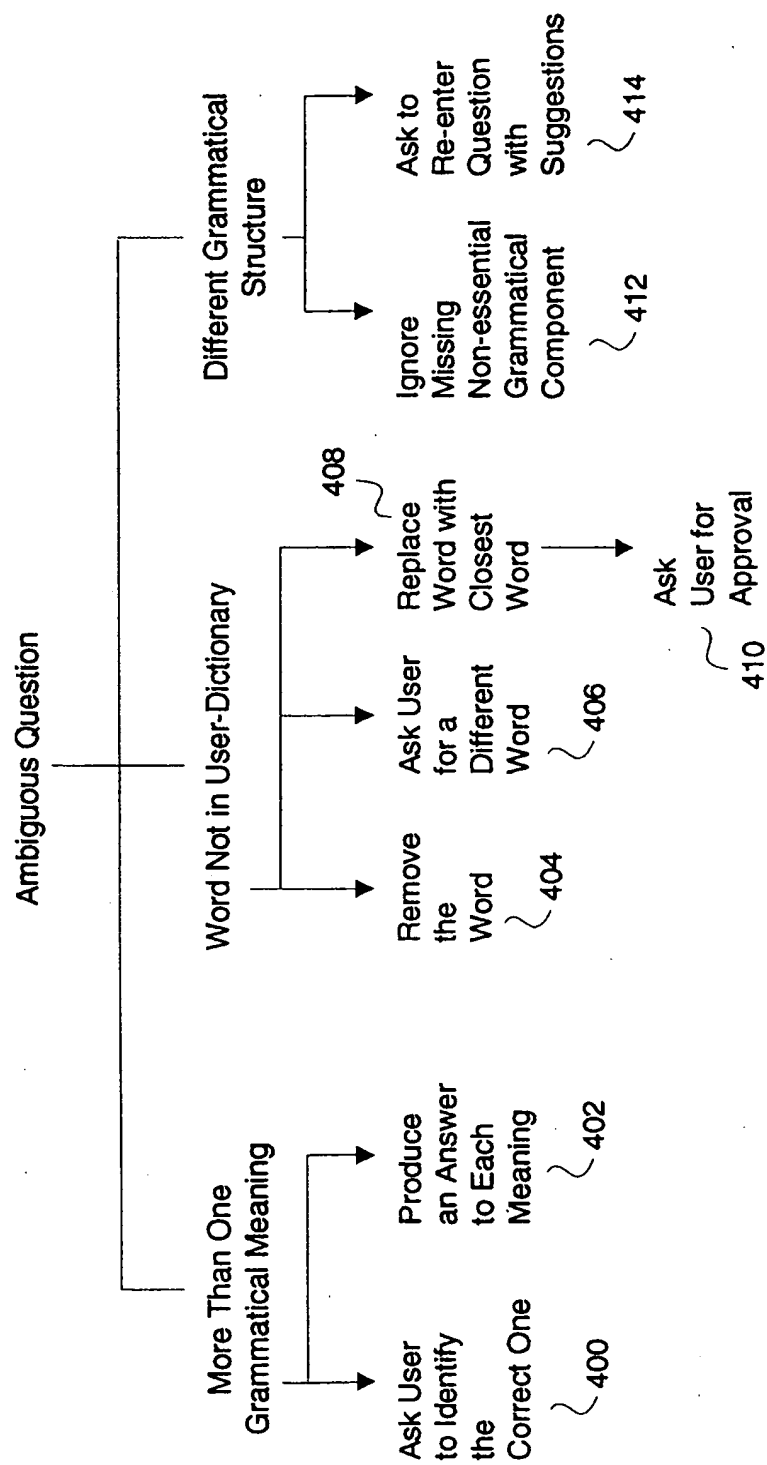 Ambiguous Question
More Than One
Grammatical Meaning
Ask User
to Identify
the
Correct One
400
Produce
an Answer
to Each
Meaning
402
Word Not in User-Dictionary
Remove
the
Word
404
Ask User
for a
Different
Word
406
408
Replace
Word with
Closest
Word
Ask
User for
Approval
410
Different Grammatical
Structure
Ignore
Missing
Non-essential
Grammatical
Component
412
Ask to
Re-enter
Question
with
Suggestions
414